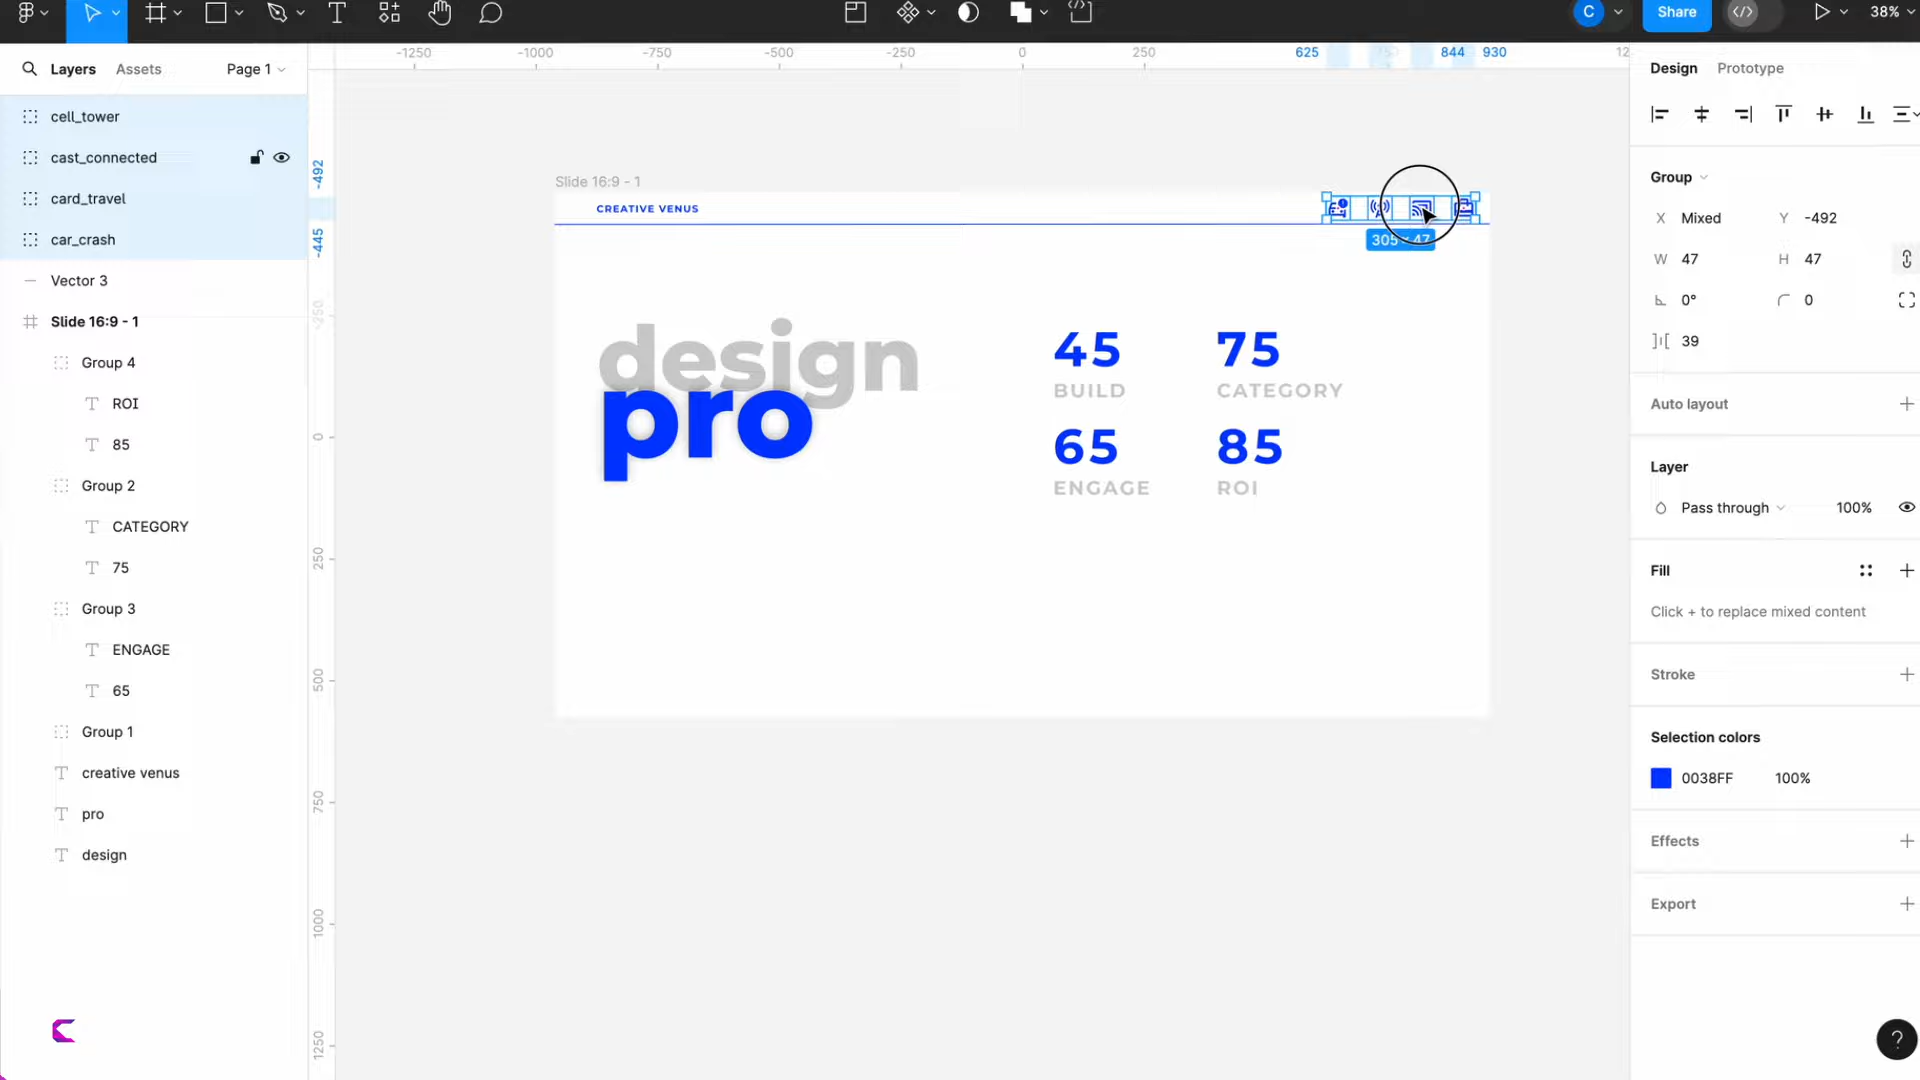 C
Share
38%
Layers
Assets
Page 1
-1250
-1000
-750
-500
-250
0
250
625
844
930
Design
Prototype
cell_tower
cast_connected
card_travel
car_crash
Vector 3
Slide 16:9 - 1
Group 4
ROI
85
Group 2
CATEGORY
75
Group 3
ENGAGE
65
Group 1
creative venus
pro
design
-492
-445
-250
0
250
500
750
1000
1250
Slide 16:9 - 1
CREATIVE VENUS
305 × 47
design
pro
45
75
BUILD
CATEGORY
65
85
ENGAGE
ROI
Group
X Mixed
Y -492
W 47
H 47
0°
0
39
Auto layout
Layer
Pass through
100%
Fill
Click + to replace mixed content
Stroke
Selection colors
0038FF
100%
Effects
Export
?